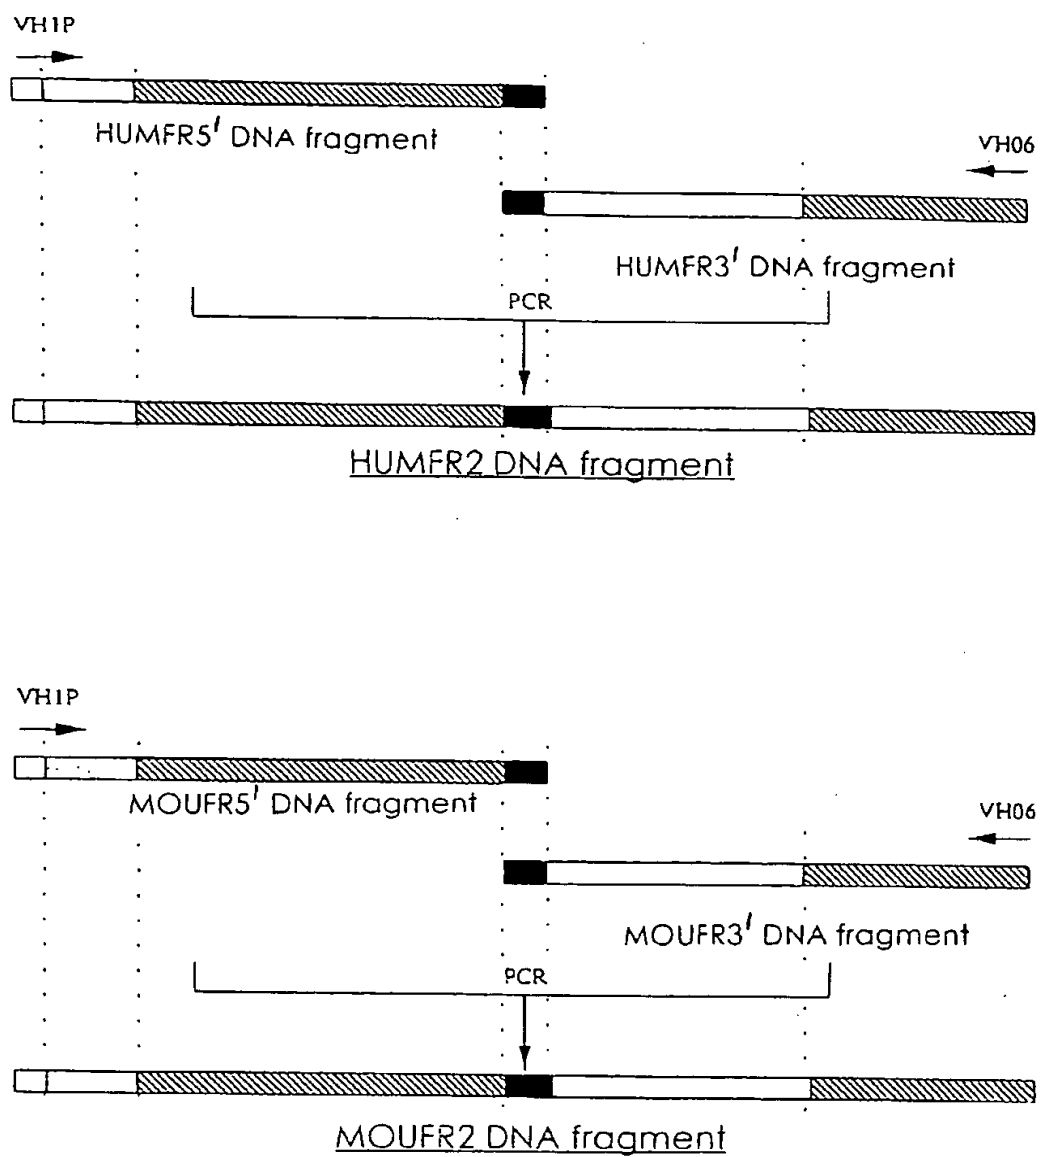 VH1P
HUMFR5' DNA fragment
VH06
HUMFR3' DNA fragment
PCR
HUMFR2 DNA fragment
VH1P
MOUFR5' DNA fragment
VH06
MOUFR3' DNA fragment
PCR
MOUFR2 DNA fragment